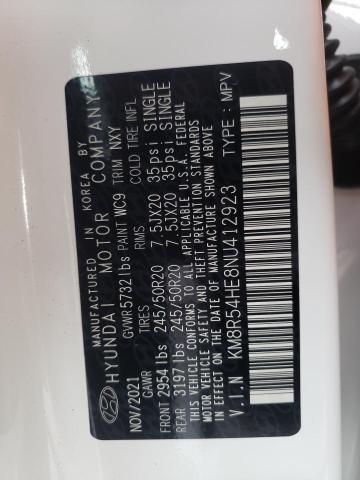 MANUFACTURED IN KOREA BY
HYUNDAI MOTOR COMPANY
NOV/2021 GVWR 5732 lbs PAINT WC9 TRIM NXY
GAWR TIRES RIMS COLD TIRE INFL
FRONT 2954 lbs 245/50R20 7.5JX20 35psi SINGLE
REAR 3197 lbs 245/50R20 7.5JX20 35psi SINGLE
THIS VEHICLE CONFORMS TO ALL APPLICABLE U.S.A. FEDERAL
MOTOR VEHICLE SAFETY AND THEFT PREVENTION STANDARDS
IN EFFECT ON THE DATE OF MANUFACTURE SHOWN ABOVE
V.I.N KM8R54HE8NU412923 TYPE : MPV